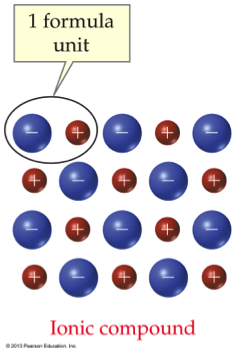 1 formula
unit
− + − + −
+ − + − +
− + − + −
+ − + − +
Ionic compound
© 2013 Pearson Education, Inc.